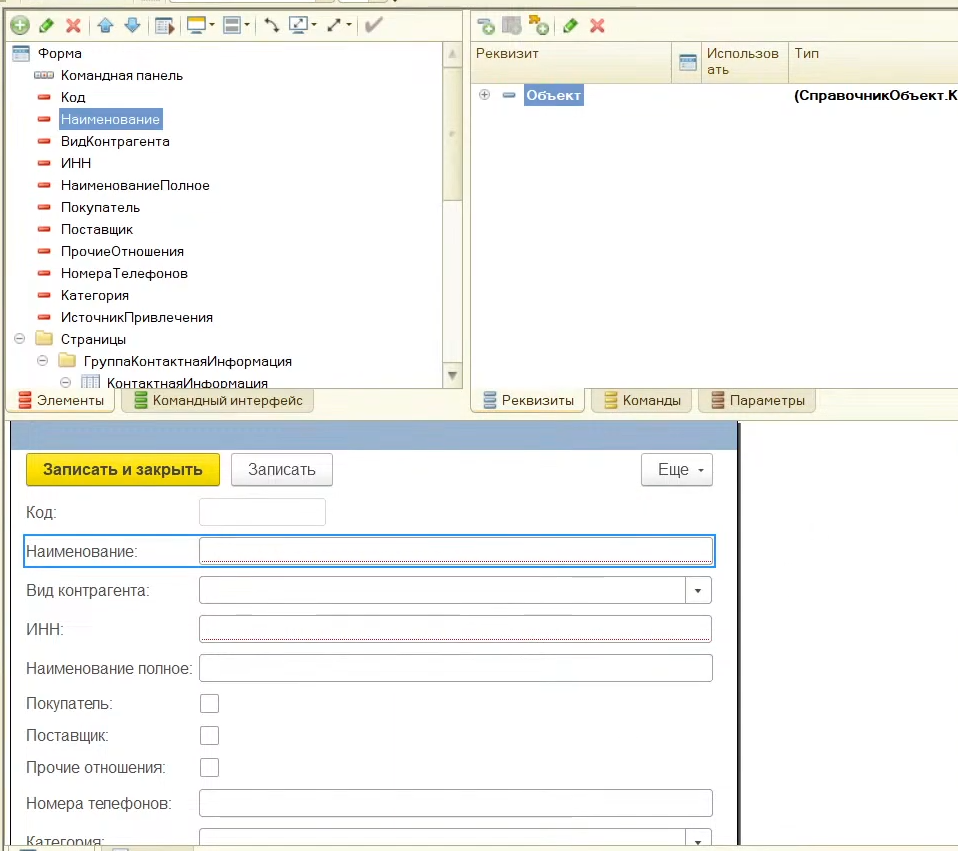 Форма
Командная панель
Код
Наименование
ВидКонтрагента
ИНН
НаименованиеПолное
Покупатель
Поставщик
ПрочиеОтношения
НомераТелефонов
Категория
ИсточникПривлечения
Страницы
ГруппаКонтактнаяИнформация
КонтактнаяИнформация
Элементы
Командный интерфейс
Реквизит
Использов
ать
Тип
Объект
(СправочникОбъект.К
Реквизиты
Команды
Параметры
Записать и закрыть
Записать
Еще
Код:
Наименование:
Вид контрагента:
ИНН:
Наименование полное:
Покупатель:
Поставщик:
Прочие отношения:
Номера телефонов:
Категория: